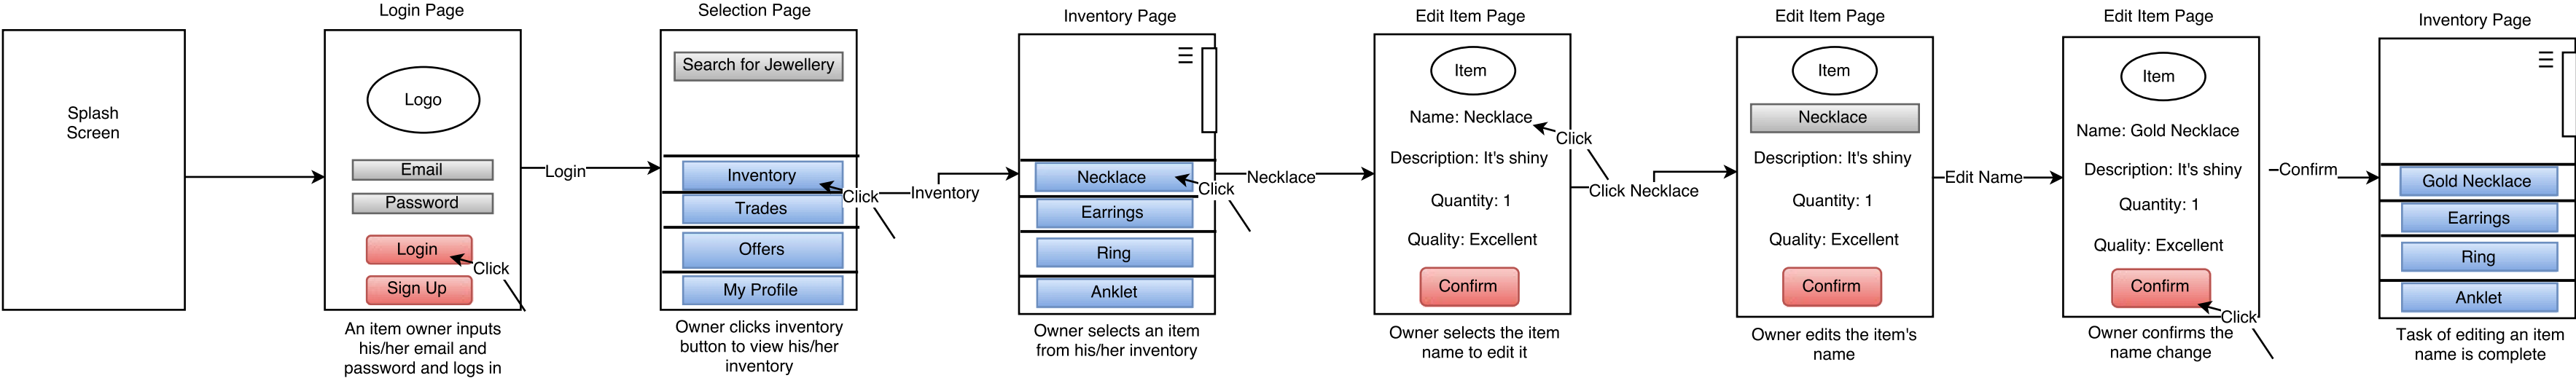 Splash
Screen
Login Page
Logo
Email
Password
Login
Sign Up
Click
An item owner inputs
his/her email and
password and logs in
Login
Selection Page
Search for Jewellery
Inventory
Trades
Offers
My Profile
Click
Owner clicks inventory
button to view his/her
inventory
Inventory
Inventory Page
Necklace
Earrings
Ring
Anklet
Click
Owner selects an item
from his/her inventory
Necklace
Edit Item Page
Item
Name: Necklace
Description: It's shiny
Quantity: 1
Quality: Excellent
Confirm
Click
Owner selects the item
name to edit it
Click Necklace
Edit Item Page
Item
Necklace
Description: It's shiny
Quantity: 1
Quality: Excellent
Confirm
Owner edits the item's
name
Edit Name
Edit Item Page
Item
Name: Gold Necklace
Description: It's shiny
Quantity: 1
Quality: Excellent
Confirm
Click
Owner confirms the
name change
Confirm
Inventory Page
Gold Necklace
Earrings
Ring
Anklet
Task of editing an item
name is complete